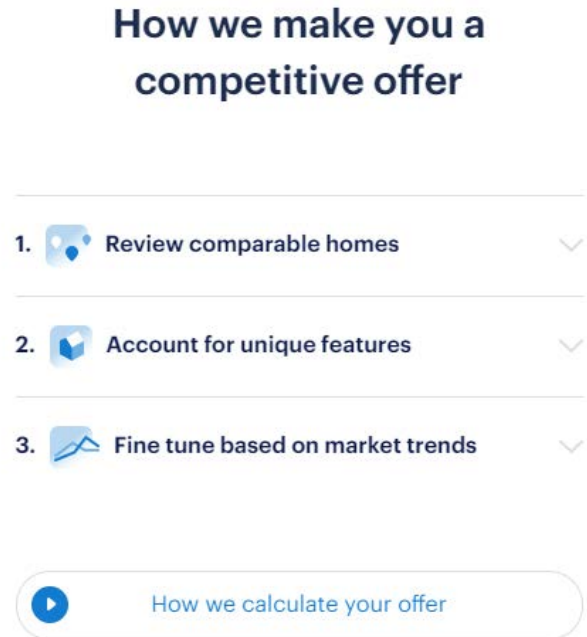 How we make you a
competitive offer
1. Review comparable homes
2. Account for unique features
3. Fine tune based on market trends
How we calculate your offer